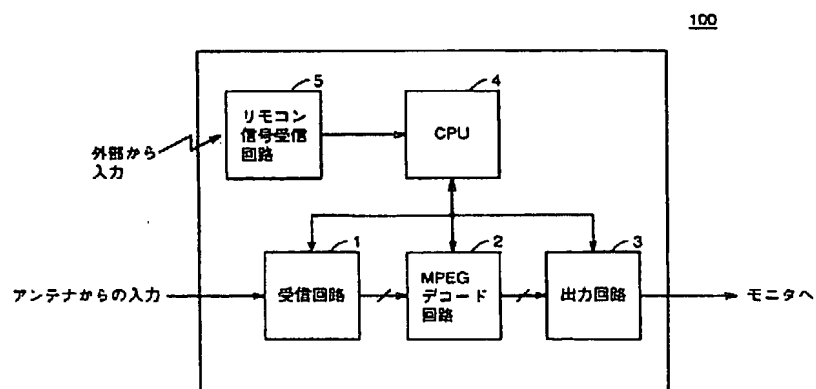 100
5
リモコン
信号受信
回路
4
CPU
外部から
入力
1
受信回路
2
MPEG
デコード
回路
3
出力回路
アンテナからの入力
モニタへ